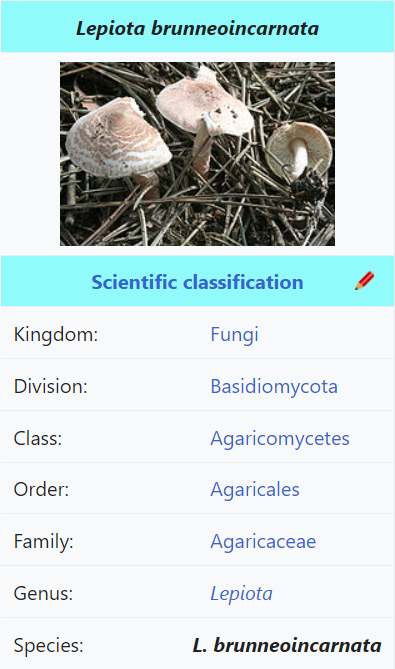 Lepiota brunneoincarnata
Scientific classification
Kingdom: Fungi
Division: Basidiomycota
Class: Agaricomycetes
Order: Agaricales
Family: Agaricaceae
Genus: Lepiota
Species: L. brunneoincarnata